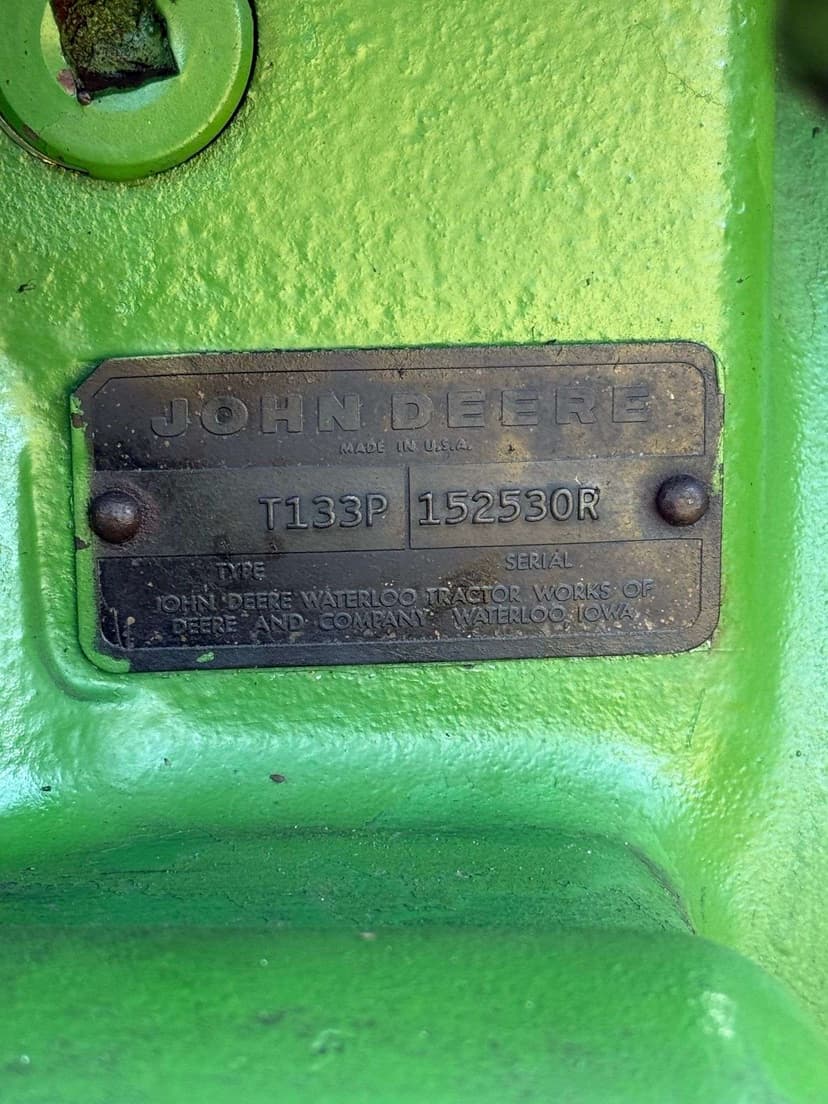 JOHN DEERE
MADE IN U.S.A.
T133P 152530R
TYPE SERIAL
JOHN DEERE WATERLOO TRACTOR WORKS OF
DEERE AND COMPANY WATERLOO, IOWA